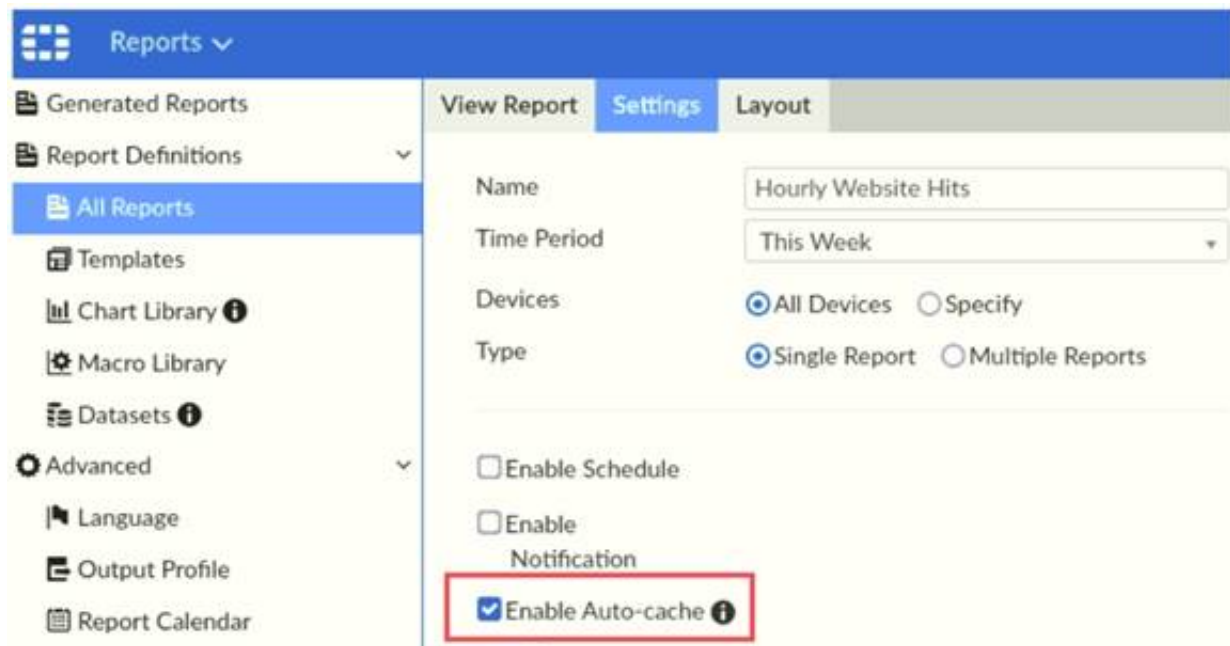 Reports
Generated Reports
Report Definitions
All Reports
Templates
Chart Library
Macro Library
Datasets
Advanced
Language
Output Profile
Report Calendar
View Report Settings Layout
Name Hourly Website Hits
Time Period This Week
Devices All Devices Specify
Type Single Report Multiple Reports
Enable Schedule
Enable
Notification
Enable Auto-cache